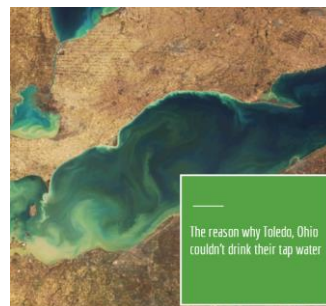 The reason why Toledo, Ohio
couldn't drink their tap water